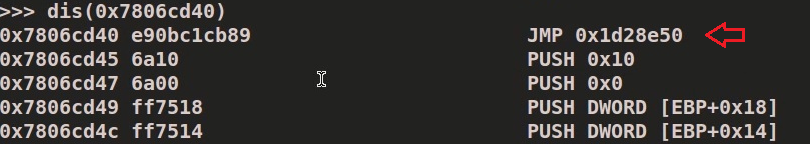 >>> dis(0x7806cd40)
0x7806cd40 e90bc1cb89 JMP 0x1d28e50
0x7806cd45 6a10 PUSH 0x10
0x7806cd47 6a00 PUSH 0x0
0x7806cd49 ff7518 PUSH DWORD [EBP+0x18]
0x7806cd4c ff7514 PUSH DWORD [EBP+0x14]